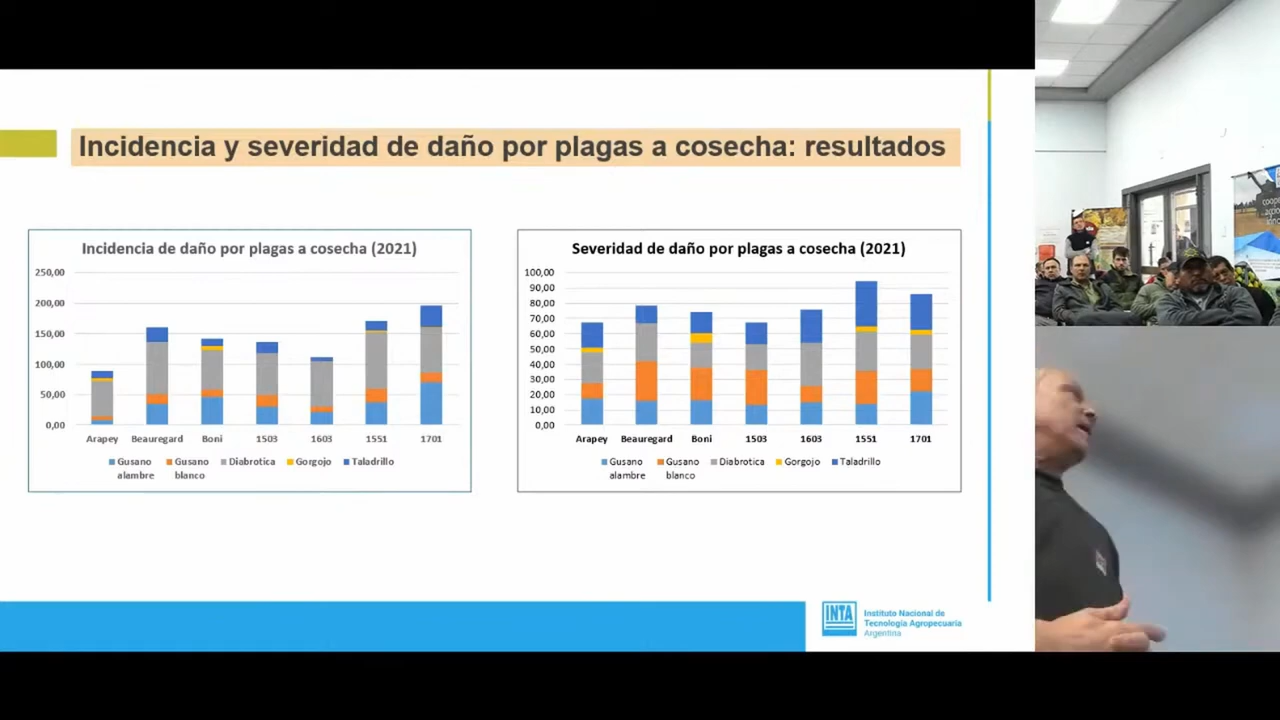 Incidencia y severidad de daño por plagas a cosecha: resultados
Incidencia de daño por plagas a cosecha (2021)
250,00
200,00
150,00
100,00
50,00
0,00
Arapey Beauregard Boni 1503 1603 1551 1701
Gusano alambre
Gusano blanco
Diabrotica
Gorgojo
Taladrillo
Severidad de daño por plagas a cosecha (2021)
100,00
90,00
80,00
70,00
60,00
50,00
40,00
30,00
20,00
10,00
0,00
Arapey Beauregard Boni 1503 1603 1551 1701
Gusano alambre
Gusano blanco
Diabrotica
Gorgojo
Taladrillo
INTA
Instituto Nacional de
Tecnología Agropecuaria
Argentina